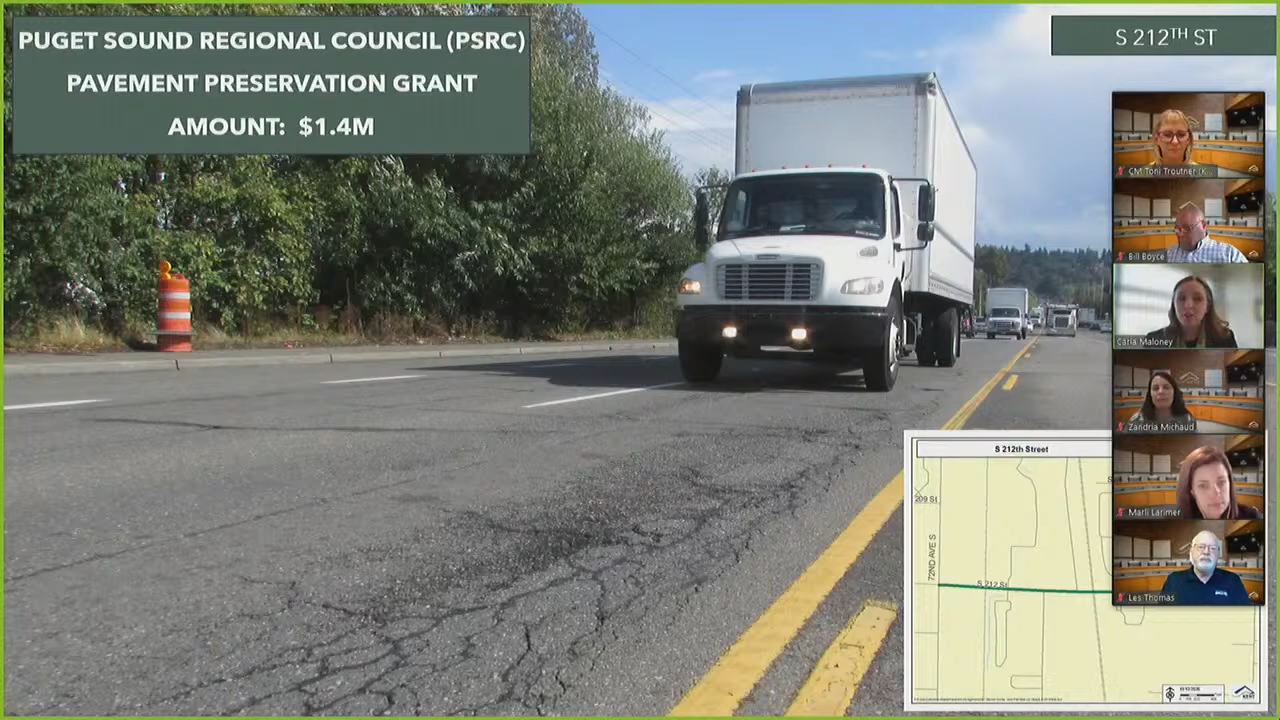 PUGET SOUND REGIONAL COUNCIL (PSRC)
PAVEMENT PRESERVATION GRANT
AMOUNT: $1.4M
S 212TH ST
CM Toni Troutner (K...
Bill Boyce
Carla Maloney
Zandria Michaud
Marli Larimer
Les Thomas
S 212th Street
209 St
S
72ND AVE S
S 212 St
KENT